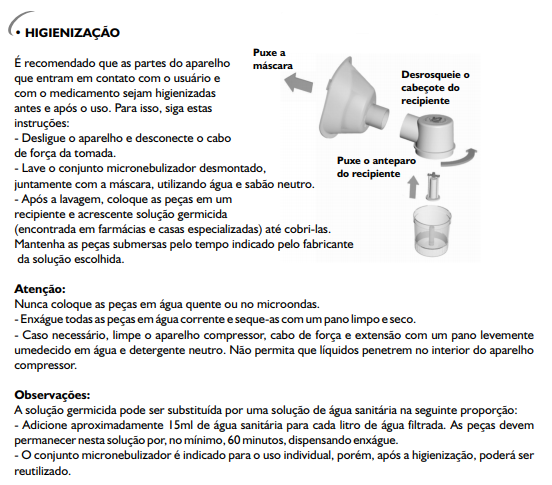 • HIGIENIZAÇÃO
É recomendado que as partes do aparelho
que entram em contato com o usuário e
com o medicamento sejam higienizadas
antes e após o uso. Para isso, siga estas
instruções:
- Desligue o aparelho e desconecte o cabo
de força da tomada.
- Lave o conjunto micronebulizador desmontado,
juntamente com a máscara, utilizando água e sabão neutro.
- Após a lavagem, coloque as peças em um
recipiente e acrescente solução germicida
(encontrada em farmácias e casas especializadas) até cobri-las.
Mantenha as peças submersas pelo tempo indicado pelo fabricante
da solução escolhida.
Puxe a
máscara
Desrosqueie o
cabeçote do
recipiente
Puxe o anteparo
do recipiente
Atenção:
Nunca coloque as peças em água quente ou no microondas.
- Enxágue todas as peças em água corrente e seque-as com um pano limpo e seco.
- Caso necessário, limpe o aparelho compressor, cabo de força e extensão com um pano levemente
umedecido em água e detergente neutro. Não permita que líquidos penetrem no interior do aparelho
compressor.
Observações:
A solução germicida pode ser substituída por uma solução de água sanitária na seguinte proporção:
- Adicione aproximadamente 15ml de água sanitária para cada litro de água filtrada. As peças devem
permanecer nesta solução por, no mínimo, 60 minutos, dispensando enxágue.
- O conjunto micronebulizador é indicado para o uso individual, porém, após a higienização, poderá ser
reutilizado.